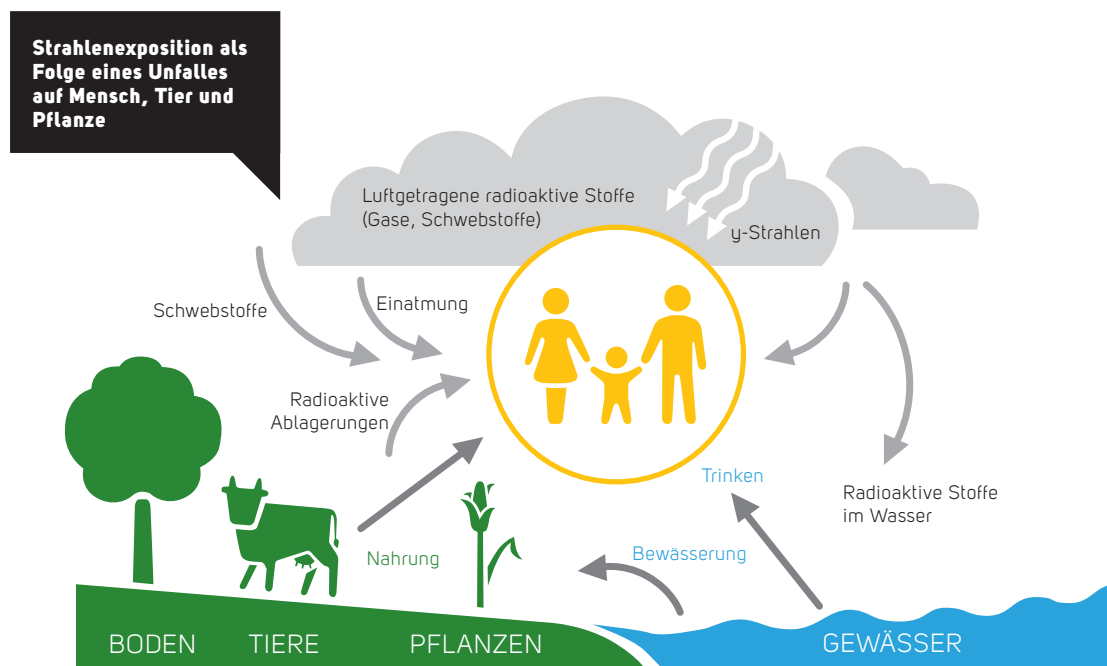 Strahlenexposition als
Folge eines Unfalles
auf Mensch, Tier und
Pflanze
Luftgetragene radioaktive Stoffe
(Gase, Schwebstoffe)
y-Strahlen
Schwebstoffe
Einatmung
Radioaktive
Ablagerungen
Trinken
Radioaktive Stoffe
im Wasser
Nahrung
Bewässerung
BODEN
TIERE
PFLANZEN
GEWÄSSER